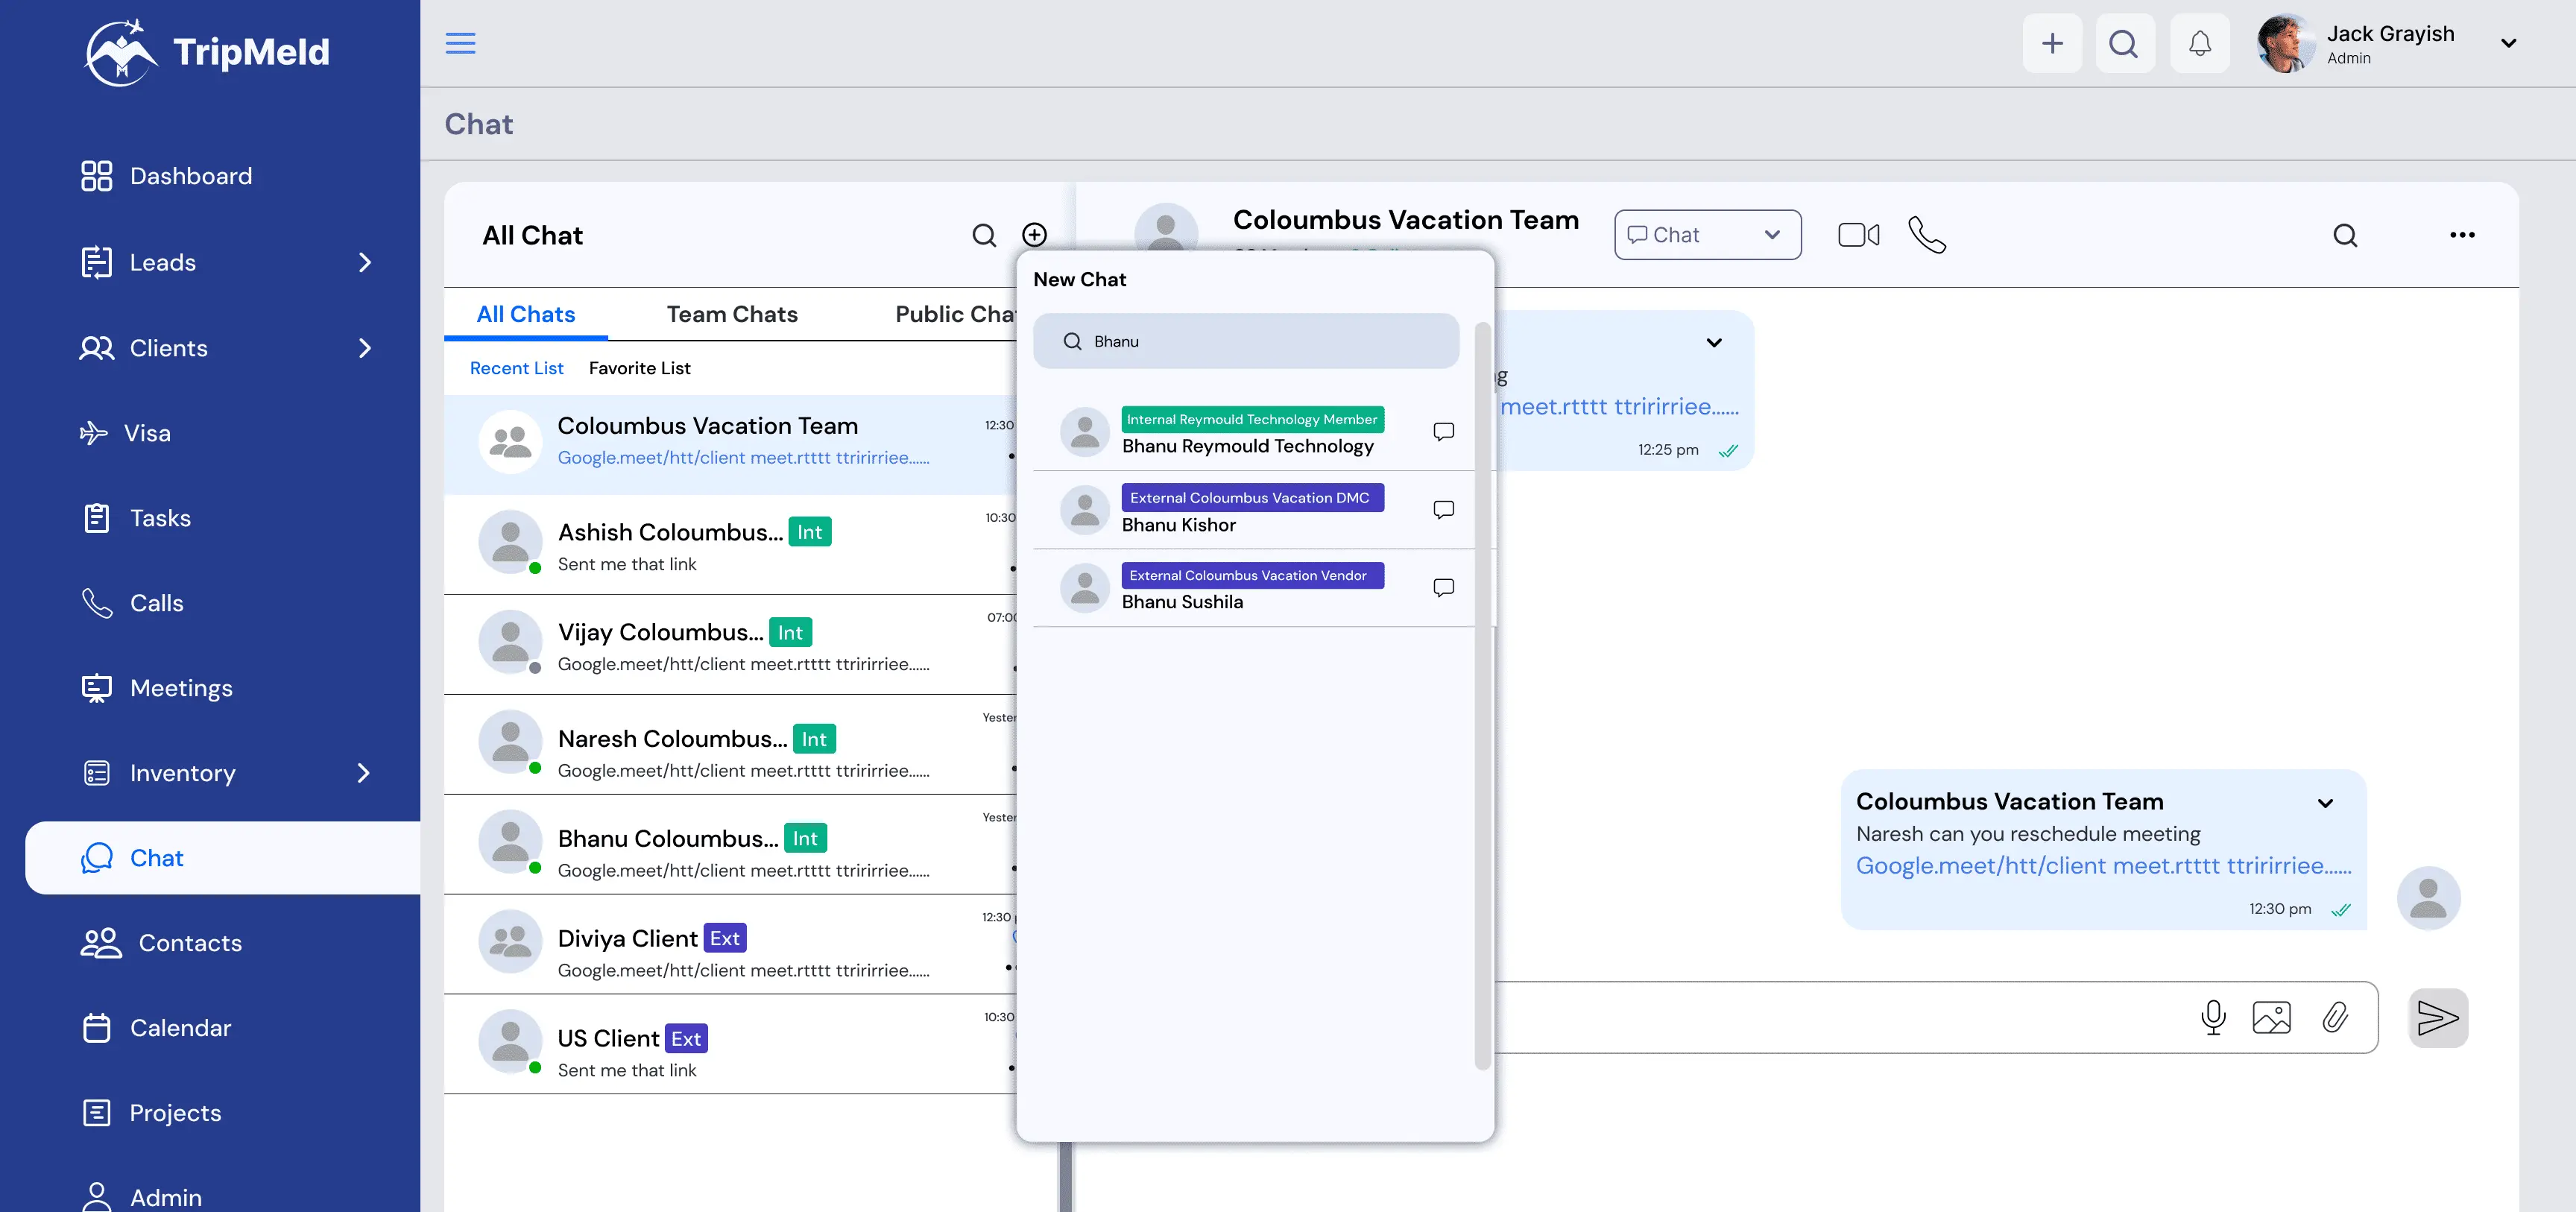 TripMeld
Dashboard
Leads
Clients
Visa
Tasks
Calls
Meetings
Inventory
Chat
Contacts
Calendar
Projects
Admin
Jack Grayish
Admin
Chat
All Chat
All Chats Team Chats Public Cha
Recent List Favorite List
Coloumbus Vacation Team 12:30
Google.meet/htt/client meet.rtttt ttririrriee......
Ashish Coloumbus... Int 10:30
Sent me that link
Vijay Coloumbus... Int 07:00
Google.meet/htt/client meet.rtttt ttririrriee......
Naresh Coloumbus... Int Yester
Google.meet/htt/client meet.rtttt ttririrriee......
Bhanu Coloumbus... Int Yester
Google.meet/htt/client meet.rtttt ttririrriee......
Diviya Client Ext 12:30
Google.meet/htt/client meet.rtttt ttririrriee......
US Client Ext 10:30
Sent me that link
New Chat
Bhanu
Internal Reymould Technology Member
Bhanu Reymould Technology
External Coloumbus Vacation DMC
Bhanu Kishor
External Coloumbus Vacation Vendor
Bhanu Sushila
Coloumbus Vacation Team
Chat
meet.rtttt ttririrriee......
12:25 pm
Coloumbus Vacation Team
Naresh can you reschedule meeting
Google.meet/htt/client meet.rtttt ttririrriee......
12:30 pm